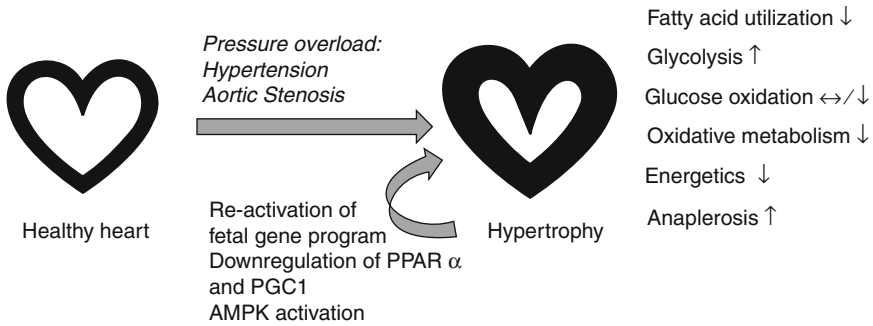 Pressure overload:
Hypertension
Aortic Stenosis
Healthy heart
Re-activation of
fetal gene program
Downregulation of PPAR α
and PGC1
AMPK activation
Hypertrophy
Fatty acid utilization ↓
Glycolysis ↑
Glucose oxidation ↔/↓
Oxidative metabolism ↓
Energetics ↓
Anaplerosis ↑